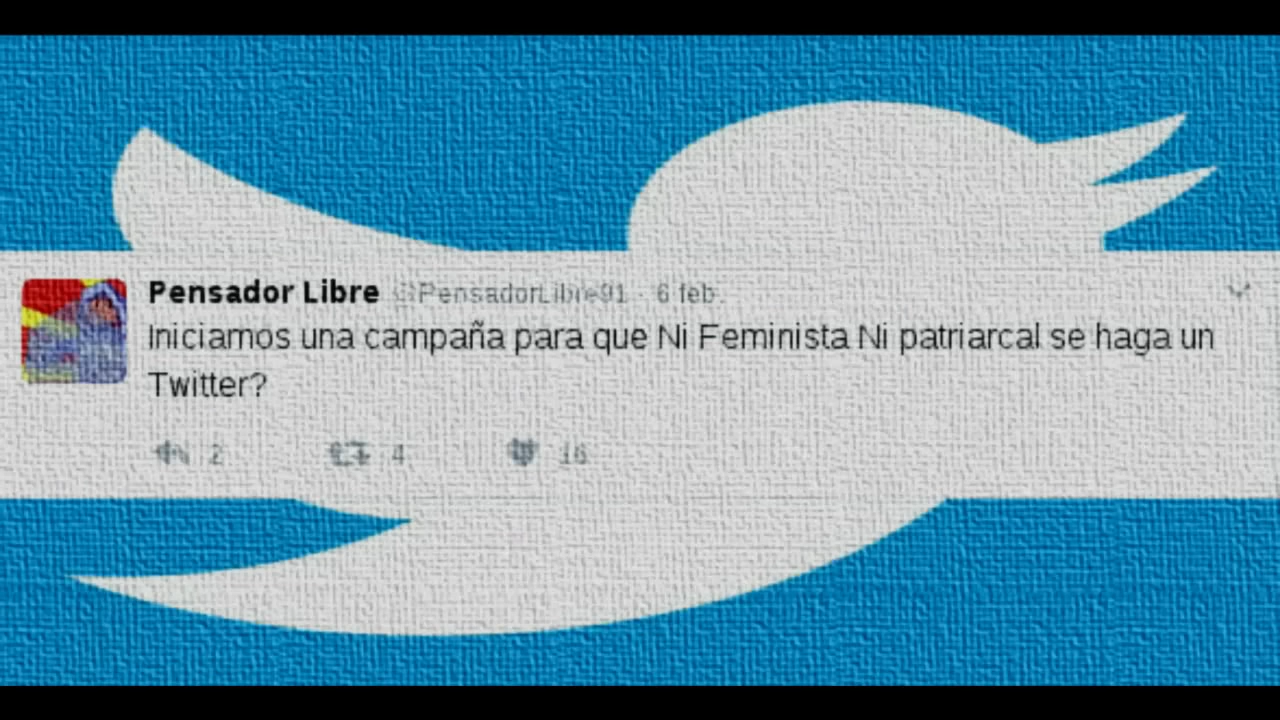 Pensador Libre @PensadorLibre91 · 6 feb.
Iniciamos una campaña para que Ni Feminista Ni patriarcal se haga un
Twitter?
2 4 16